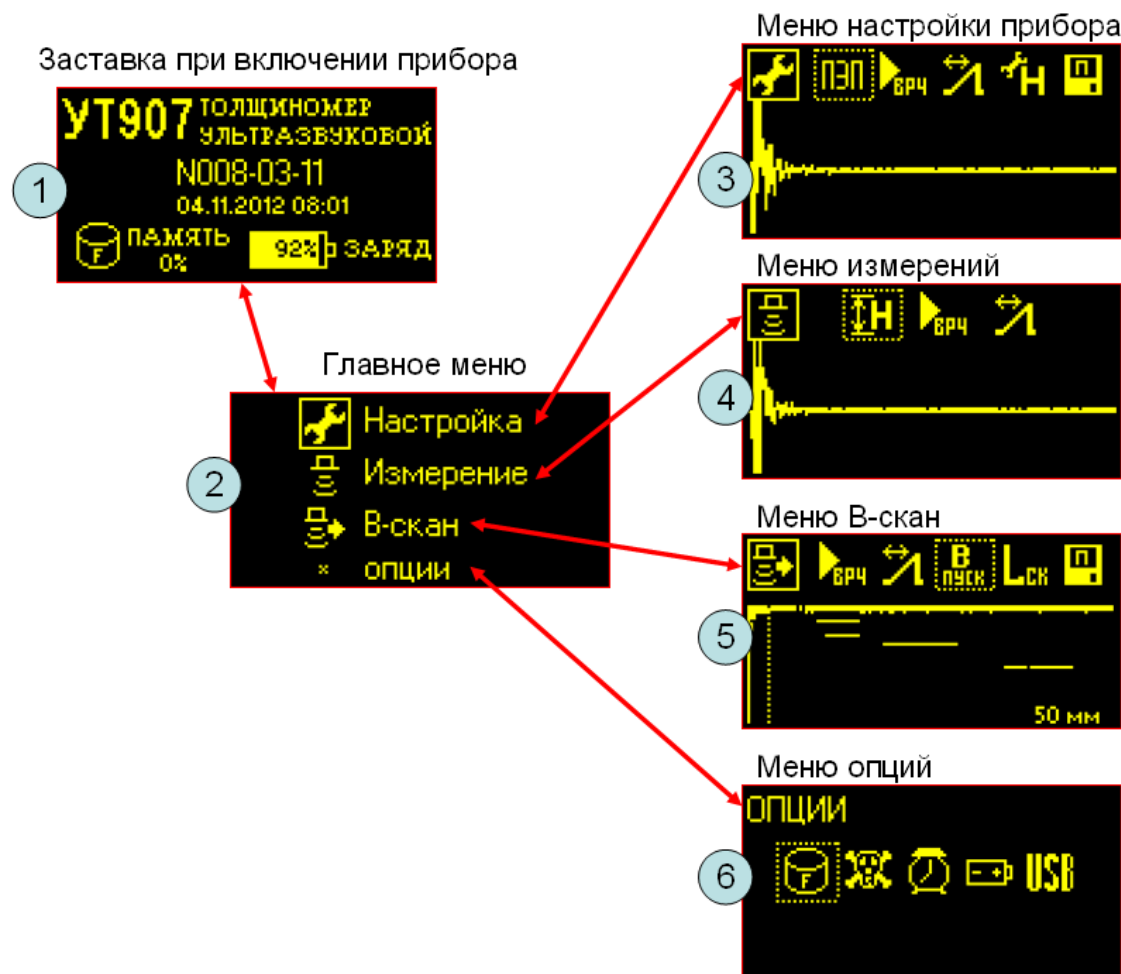 Заставка при включении прибора
УТ907 ТОЛЩИНОМЕР
УЛЬТРАЗВУКОВОЙ
N008-03-11
04.11.2012 08:01
F ПАМЯТЬ
0%
92% ЗАРЯД
1
Главное меню
Настройка
Измерение
В-скан
× опции
2
Меню настройки прибора
ПЭП ВРЧ H П
3
Меню измерений
H ВРЧ
4
Меню В-скан
ВРЧ В ПУСК Lск П
50 мм
5
Меню опций
ОПЦИИ
F - + USB
6